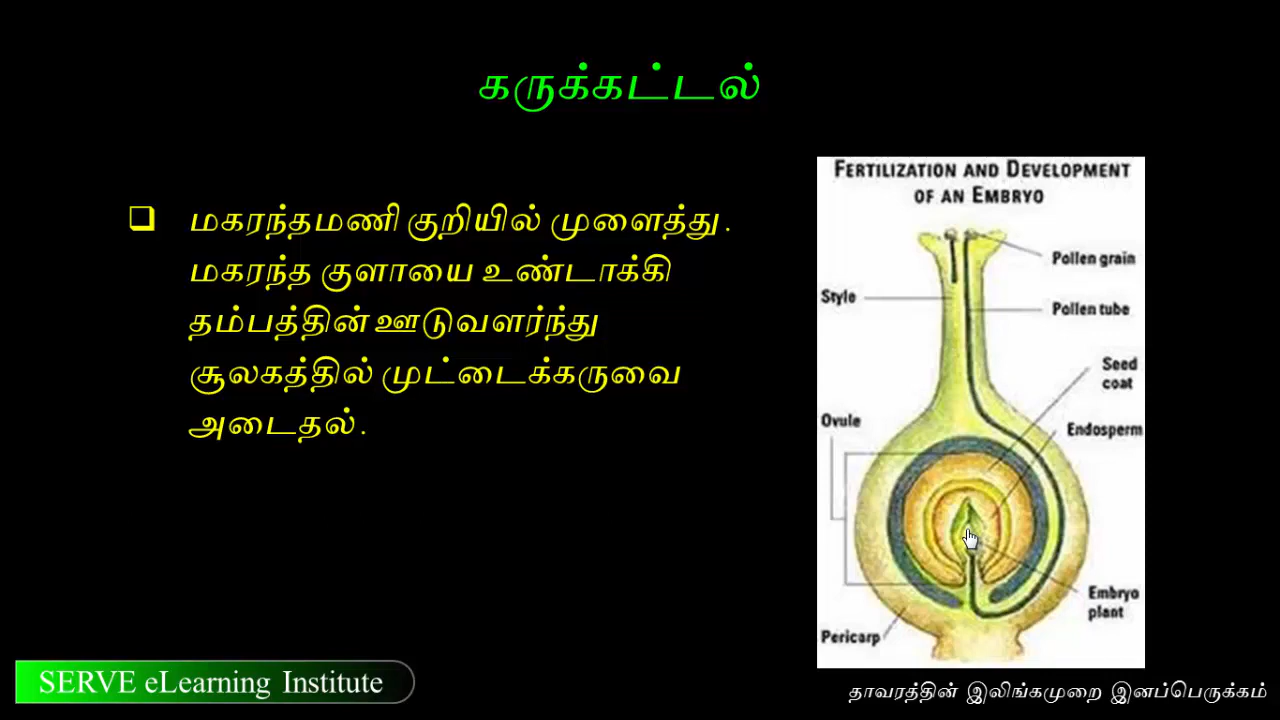 கருக்கட்டல்
மகரந்தமணி குறியில் முளைத்து.
மகரந்த குளாயை உண்டாக்கி
தம்பத்தின் ஊடுவளர்ந்து
சூலகத்தில் முட்டைக்கருவை
அடைதல்.
FERTILIZATION AND DEVELOPMENT
OF AN EMBRYO
Pollen grain
Style
Pollen tube
Seed
coat
Ovule
Endosperm
Embryo
plant
Pericarp
SERVE eLearning Institute
தாவரத்தின் இலிங்கமுறை இனப்பெருக்கம்